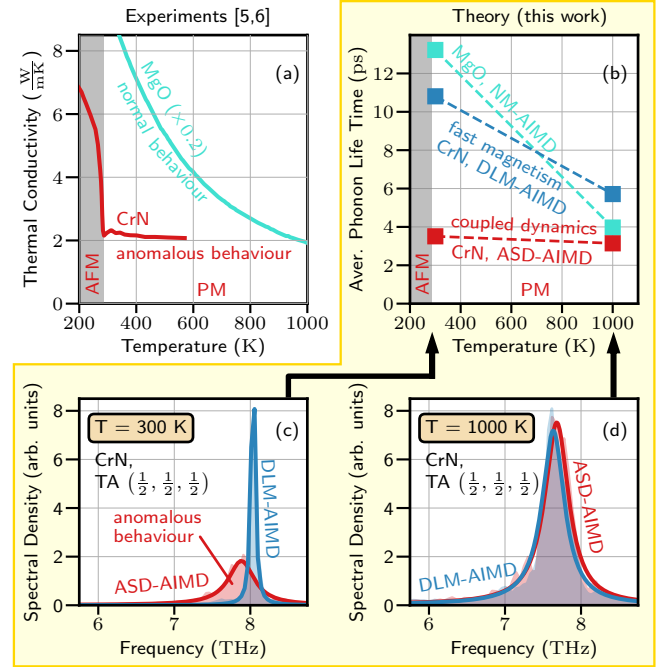 Experiments [5,6]
Theory (this work)
Thermal Conductivity (W/mK)
8
6
4
2
0
(a)
MgO (×0.2)
normal behaviour
CrN
anomalous behaviour
AFM
PM
200
400
600
800
1000
Temperature (K)
Aver. Phonon Life Time (ps)
12
10
8
6
4
2
0
(b)
MgO, NM-AIMD
fast magnetism
CrN, DLM-AIMD
coupled dynamics
CrN, ASD-AIMD
AFM
PM
200
400
600
800
1000
Temperature (K)
Spectral Density (arb. units)
8
6
4
2
0
T = 300 K
(c)
CrN,
TA (1/2, 1/2, 1/2)
anomalous
behaviour
DLM-AIMD
ASD-AIMD
6
7
8
Frequency (THz)
Spectral Density (arb. units)
8
6
4
2
0
T = 1000 K
(d)
CrN,
TA (1/2, 1/2, 1/2)
ASD-AIMD
DLM-AIMD
6
7
8
Frequency (THz)